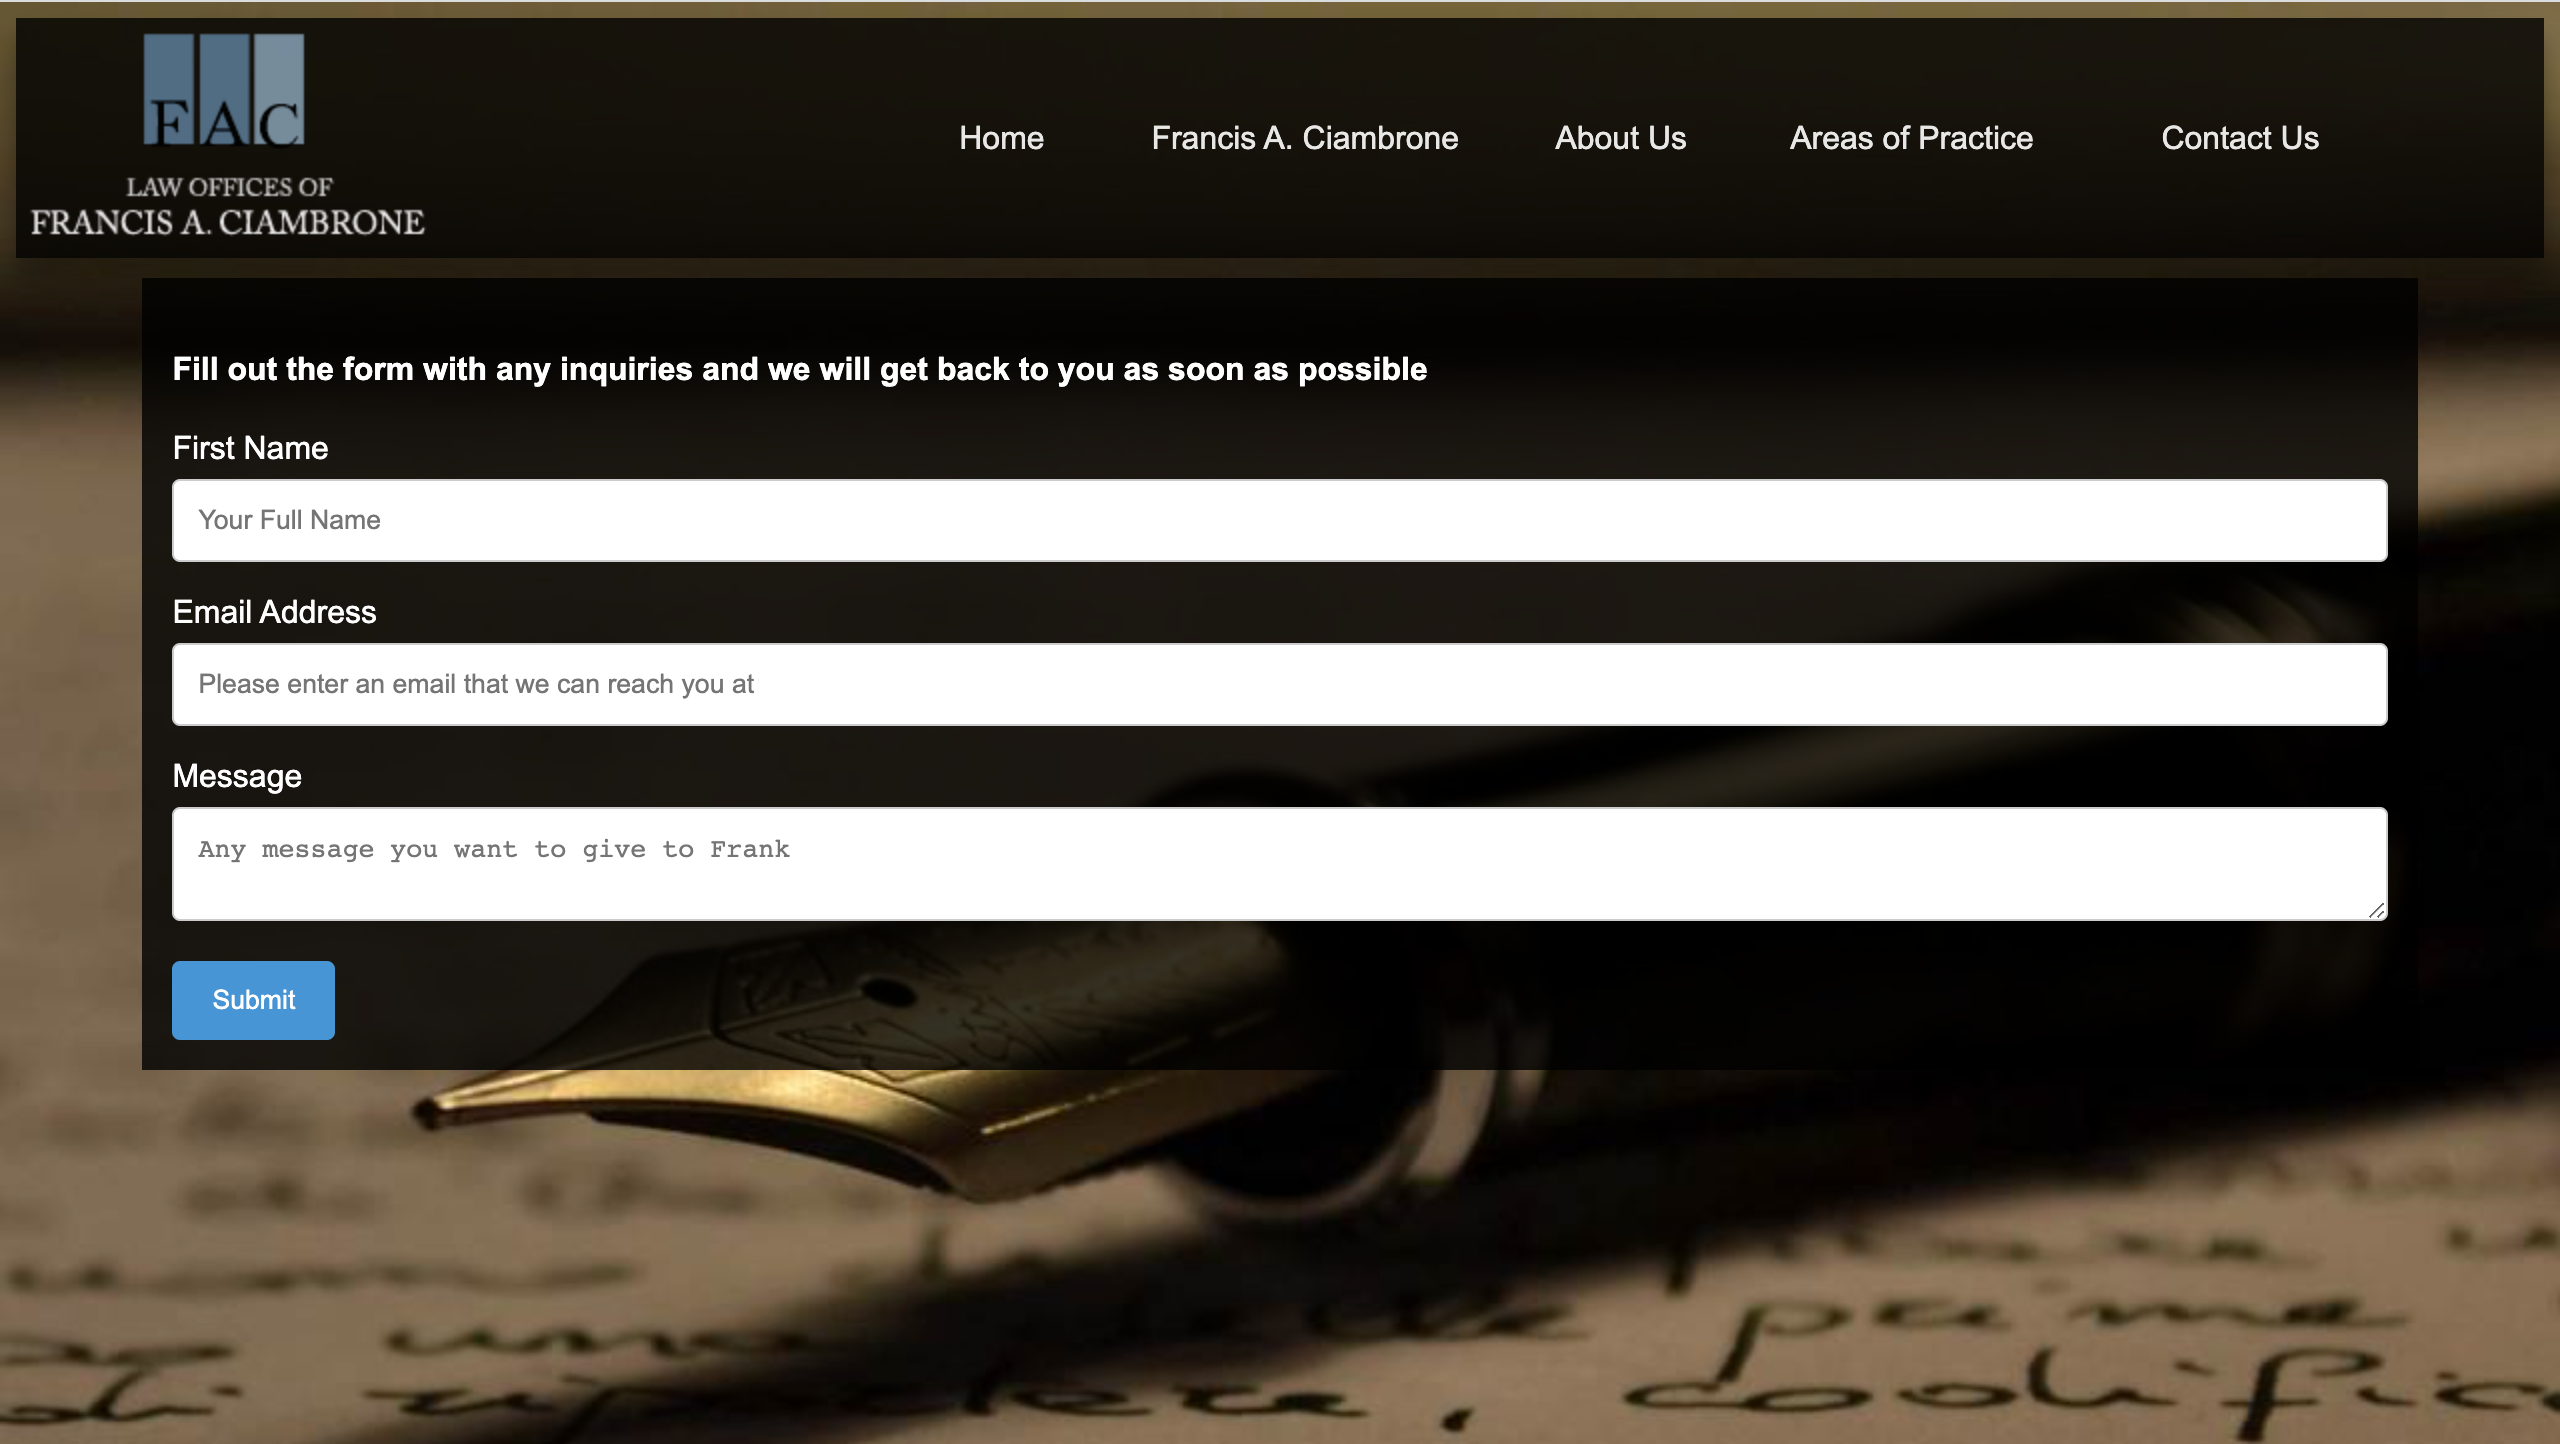 FAC
LAW OFFICES OF
FRANCIS A. CIAMBRONE
Home Francis A. Ciambrone About Us Areas of Practice Contact Us
Fill out the form with any inquiries and we will get back to you as soon as possible
First Name
Your Full Name
Email Address
Please enter an email that we can reach you at
Message
Any message you want to give to Frank
Submit